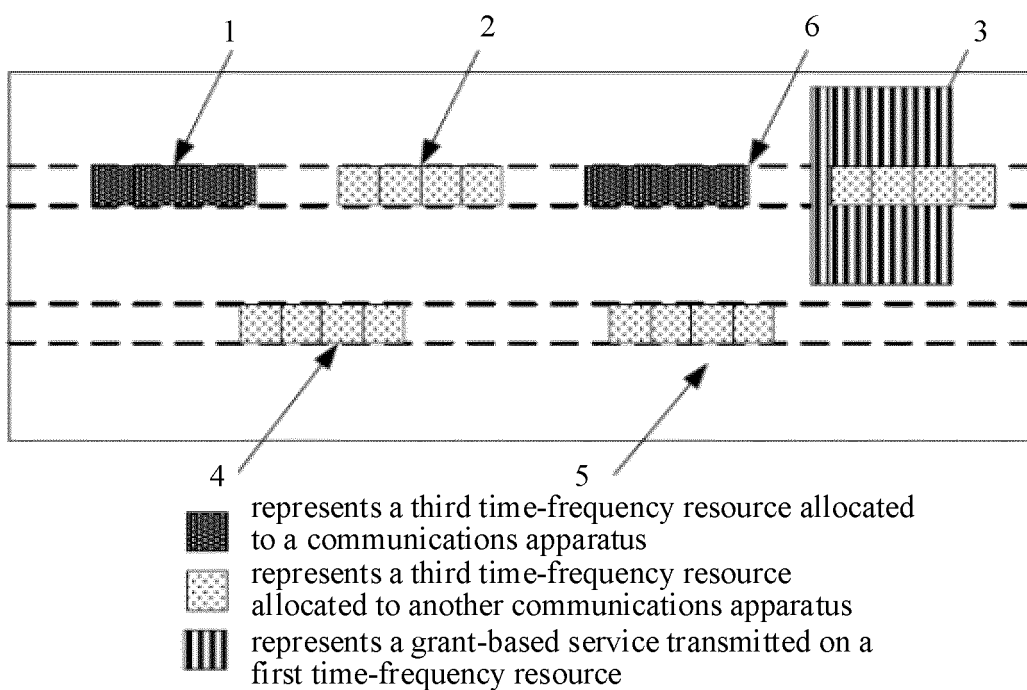 1
2
6
3
4
5
represents a third time-frequency resource allocated
to a communications apparatus
represents a third time-frequency resource
allocated to another communications apparatus
represents a grant-based service transmitted on a
first time-frequency resource